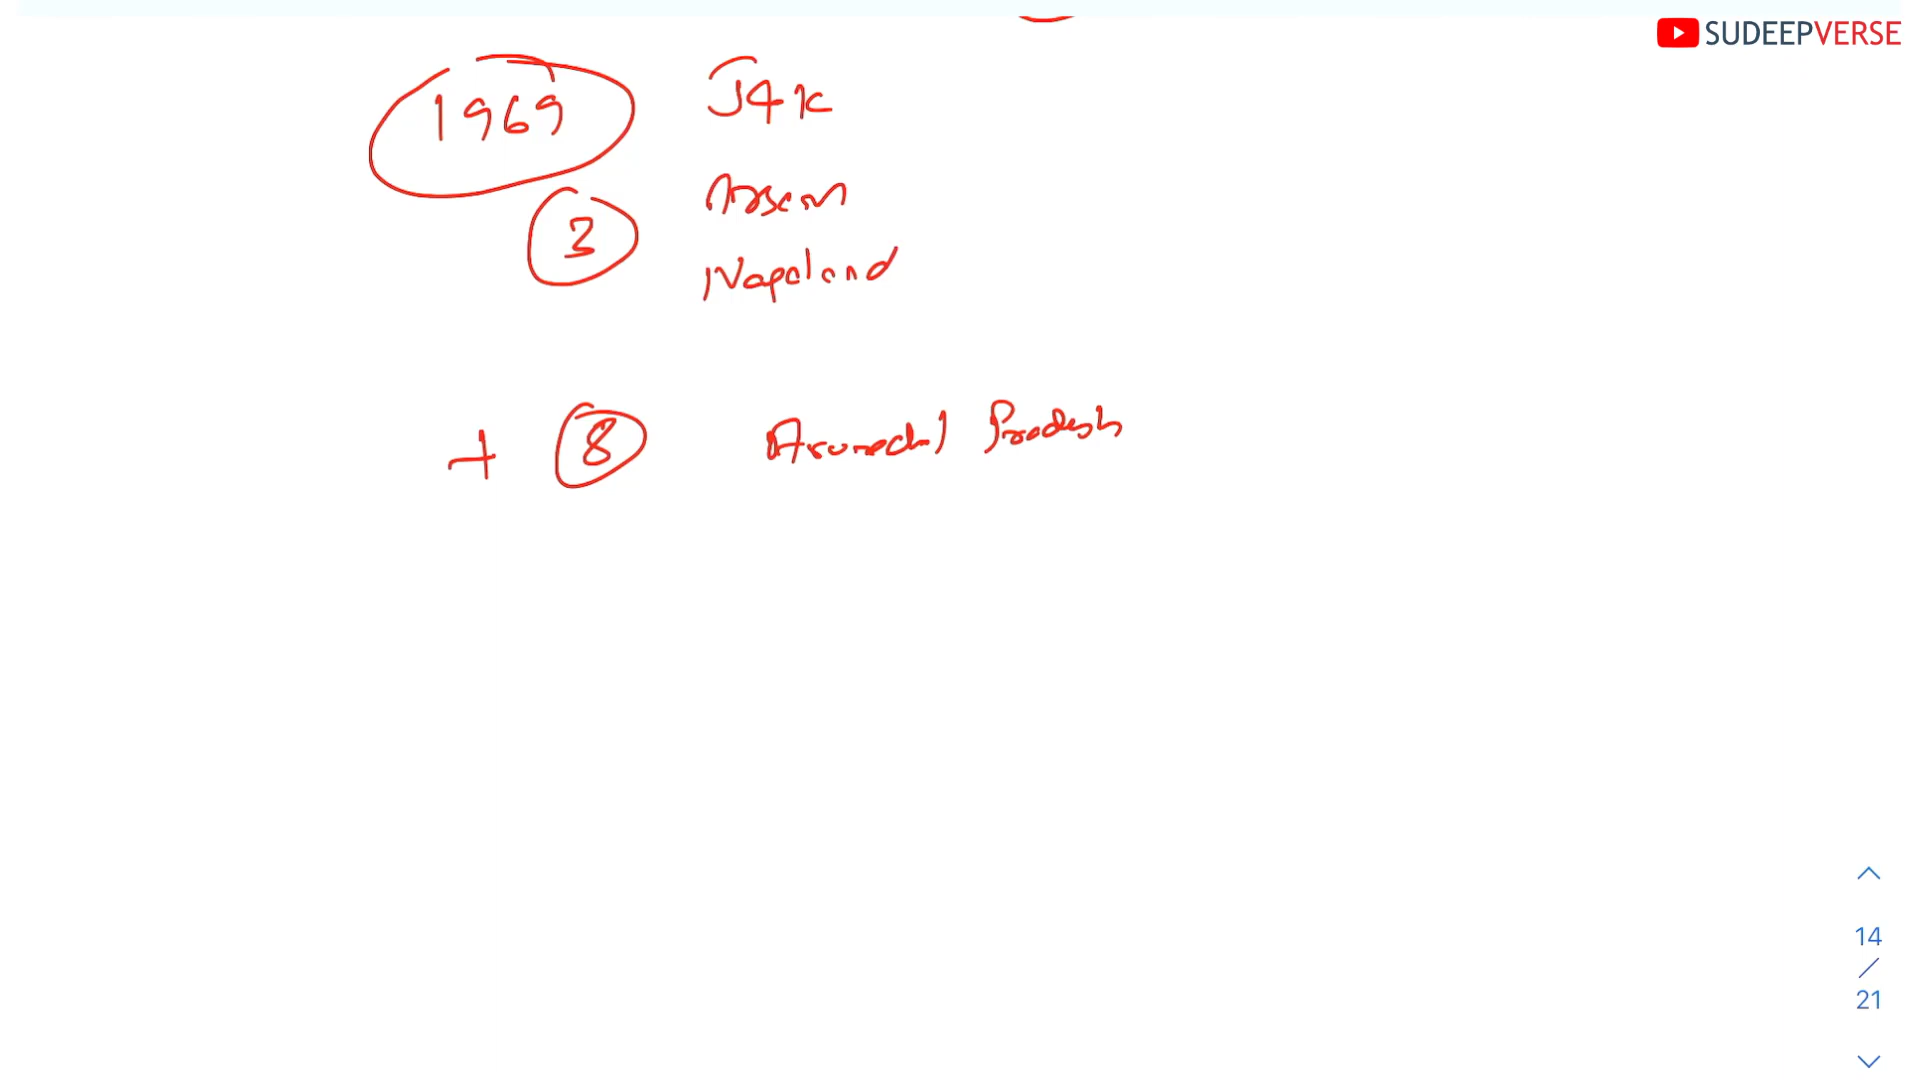 SUDEEPVERSE
1969 J&K
3 Assam
Nagaland
+ 8 Arunachal Pradesh
14
/
21